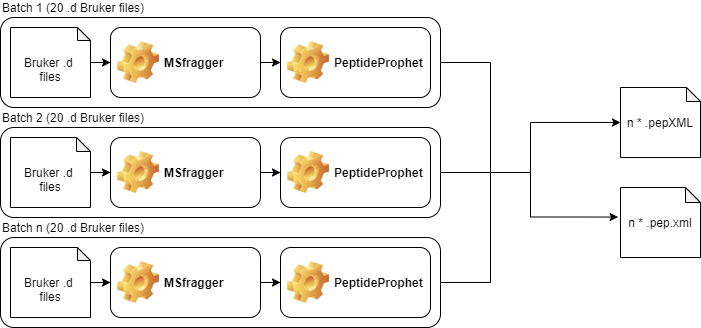 Batch 1 (20 .d Bruker files)
Bruker .d
files
MSfragger
PeptideProphet
Batch 2 (20 .d Bruker files)
Bruker .d
files
MSfragger
PeptideProphet
Batch n (20 .d Bruker files)
Bruker .d
files
MSfragger
PeptideProphet
n * .pepXML
n * .pep.xml